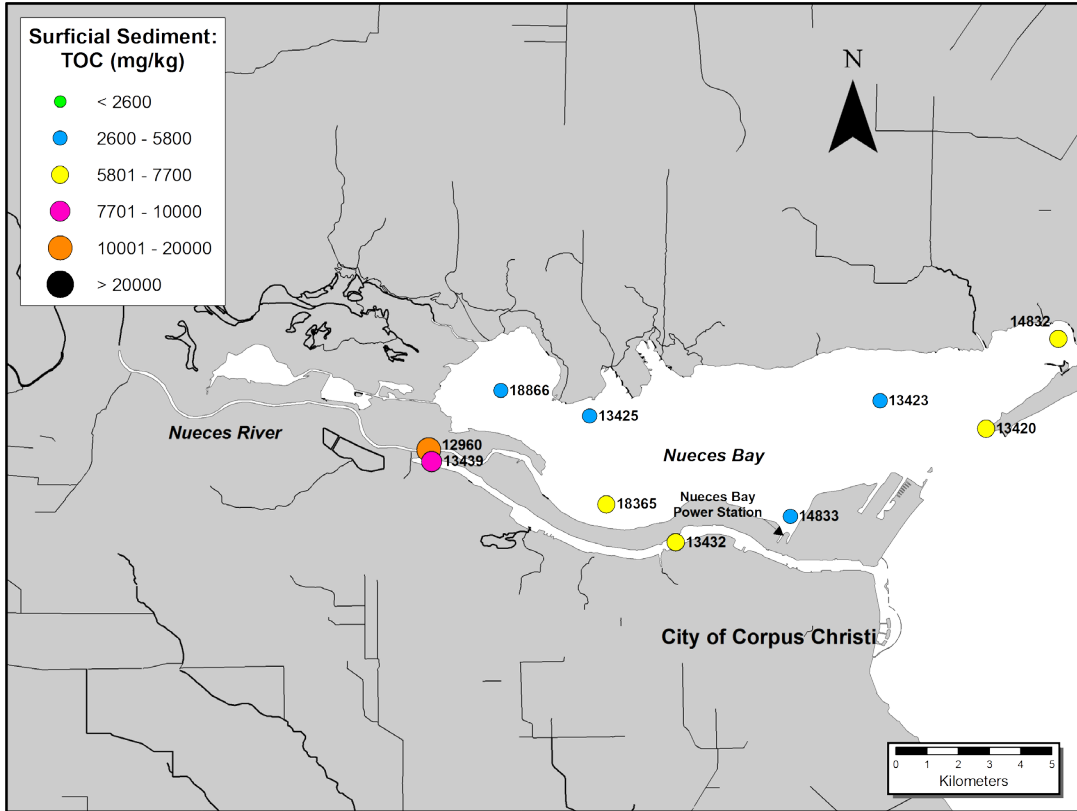 Surficial Sediment:
TOC (mg/kg)
< 2600
2600 - 5800
5801 - 7700
7701 - 10000
10001 - 20000
> 20000
N
14832
18866
13425
13423
13420
Nueces River
12960
13439
Nueces Bay
18365
Nueces Bay
Power Station
14833
13432
City of Corpus Christi
0 1 2 3 4 5
Kilometers